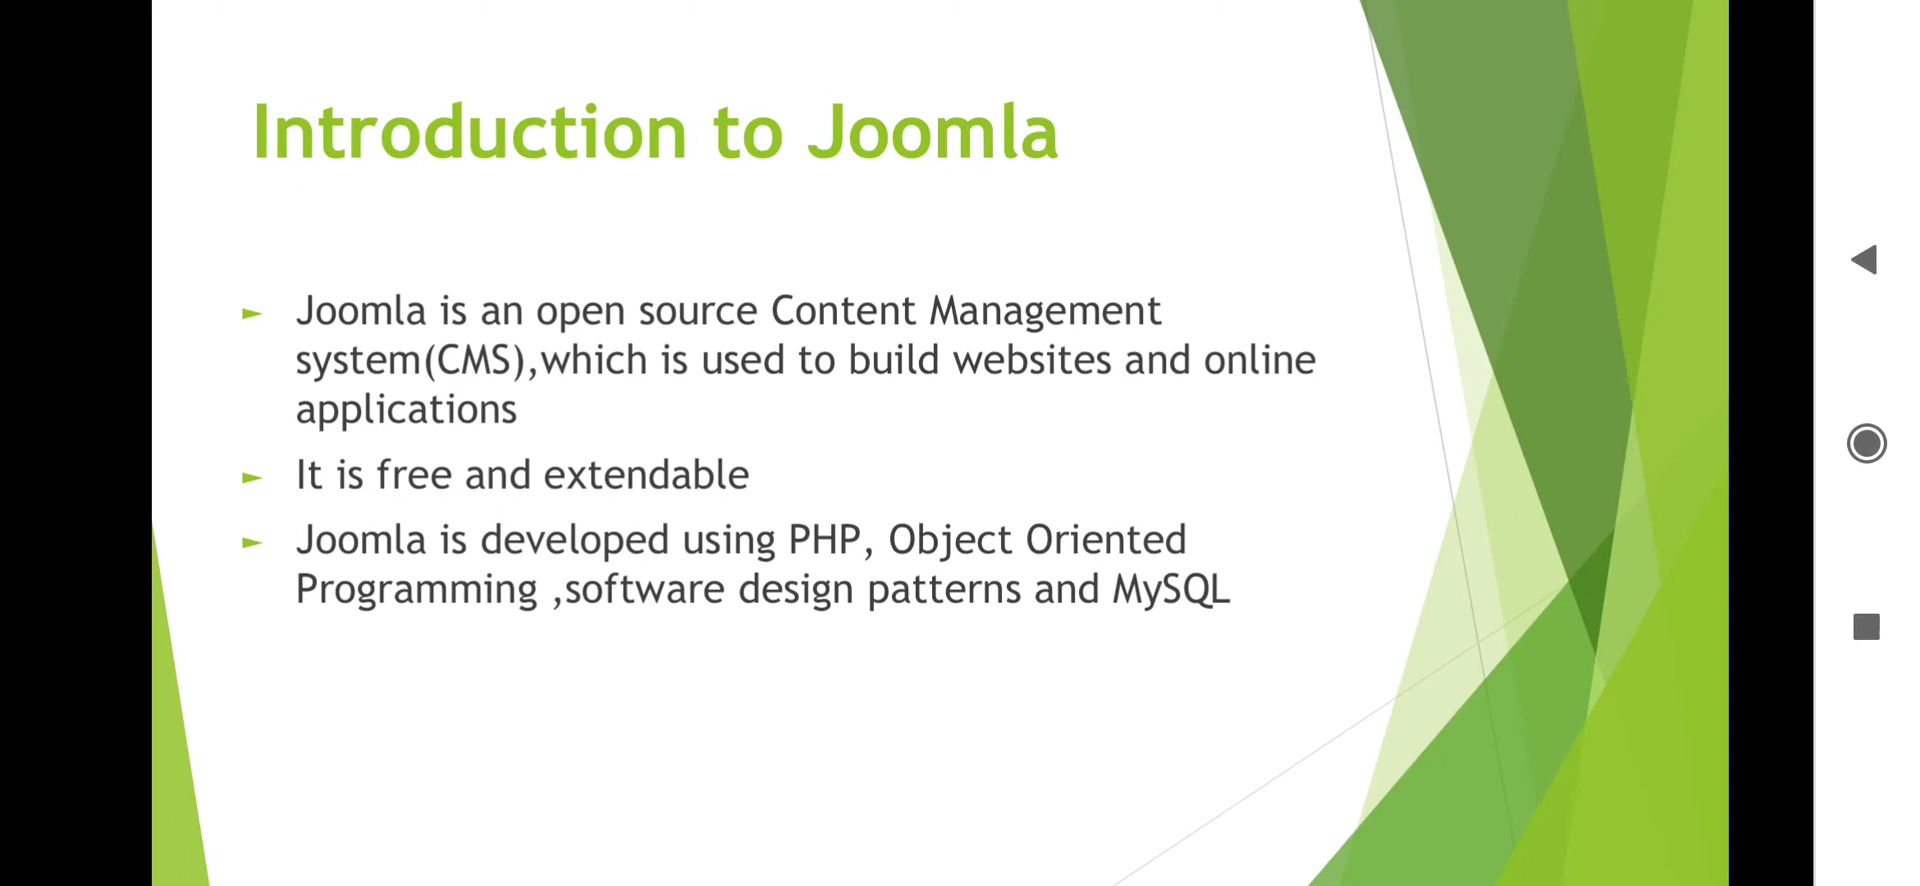 Introduction to Joomla
Joomla is an open source Content Management
system(CMS),which is used to build websites and online
applications
It is free and extendable
Joomla is developed using PHP, Object Oriented
Programming ,software design patterns and MySQL